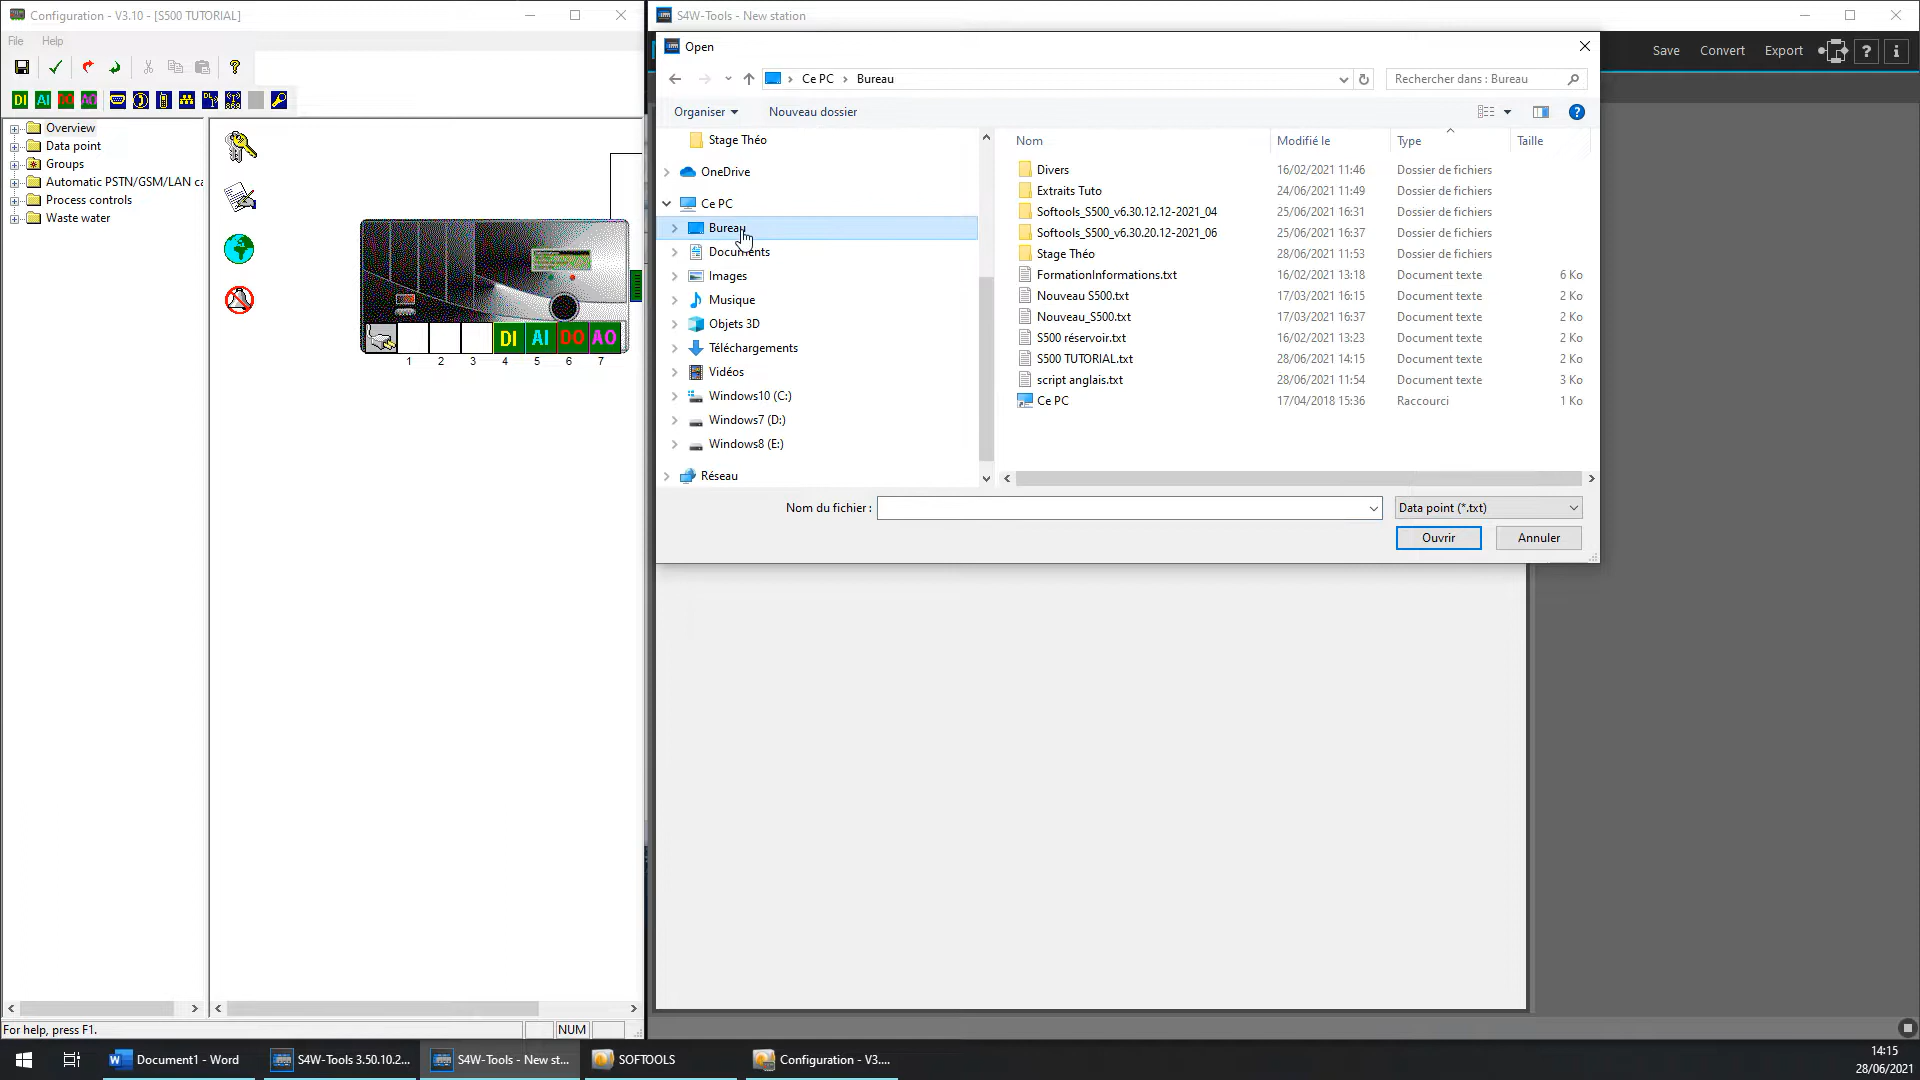 Configuration - V3.10 - [S500 TUTORIAL]
File Help
DI AI DO AO
Overview
Data point
Groups
Automatic PSTN/GSM/LAN ca
Process controls
Waste water
DI AI DO AO
1 2 3 4 5 6 7
For help, press F1.
NUM
S4W-Tools - New station
Save Convert Export ? i
Open
Ce PC > Bureau
Rechercher dans : Bureau
Organiser
Nouveau dossier
Stage Théo
OneDrive
Ce PC
Bureau
Documents
Images
Musique
Objets 3D
Téléchargements
Vidéos
Windows10 (C:)
Windows7 (D:)
Windows8 (E:)
Réseau
Nom Modifié le Type Taille
Divers 16/02/2021 11:46 Dossier de fichiers
Extraits Tuto 24/06/2021 11:49 Dossier de fichiers
Softools_S500_v6.30.12.12-2021_04 25/06/2021 16:31 Dossier de fichiers
Softools_S500_v6.30.20.12-2021_06 25/06/2021 16:37 Dossier de fichiers
Stage Théo 28/06/2021 11:53 Dossier de fichiers
FormationInformations.txt 16/02/2021 13:18 Document texte 6 Ko
Nouveau S500.txt 17/03/2021 16:15 Document texte 2 Ko
Nouveau_S500.txt 17/03/2021 16:37 Document texte 2 Ko
S500 réservoir.txt 16/02/2021 13:23 Document texte 2 Ko
S500 TUTORIAL.txt 28/06/2021 14:15 Document texte 2 Ko
script anglais.txt 28/06/2021 11:54 Document texte 3 Ko
Ce PC 17/04/2018 15:36 Raccourci 1 Ko
Nom du fichier :
Data point (*.txt)
Ouvrir Annuler
Document1 - Word
S4W-Tools 3.50.10.2...
S4W-Tools - New st...
SOFTOOLS
Configuration - V3....
14:15
28/06/2021